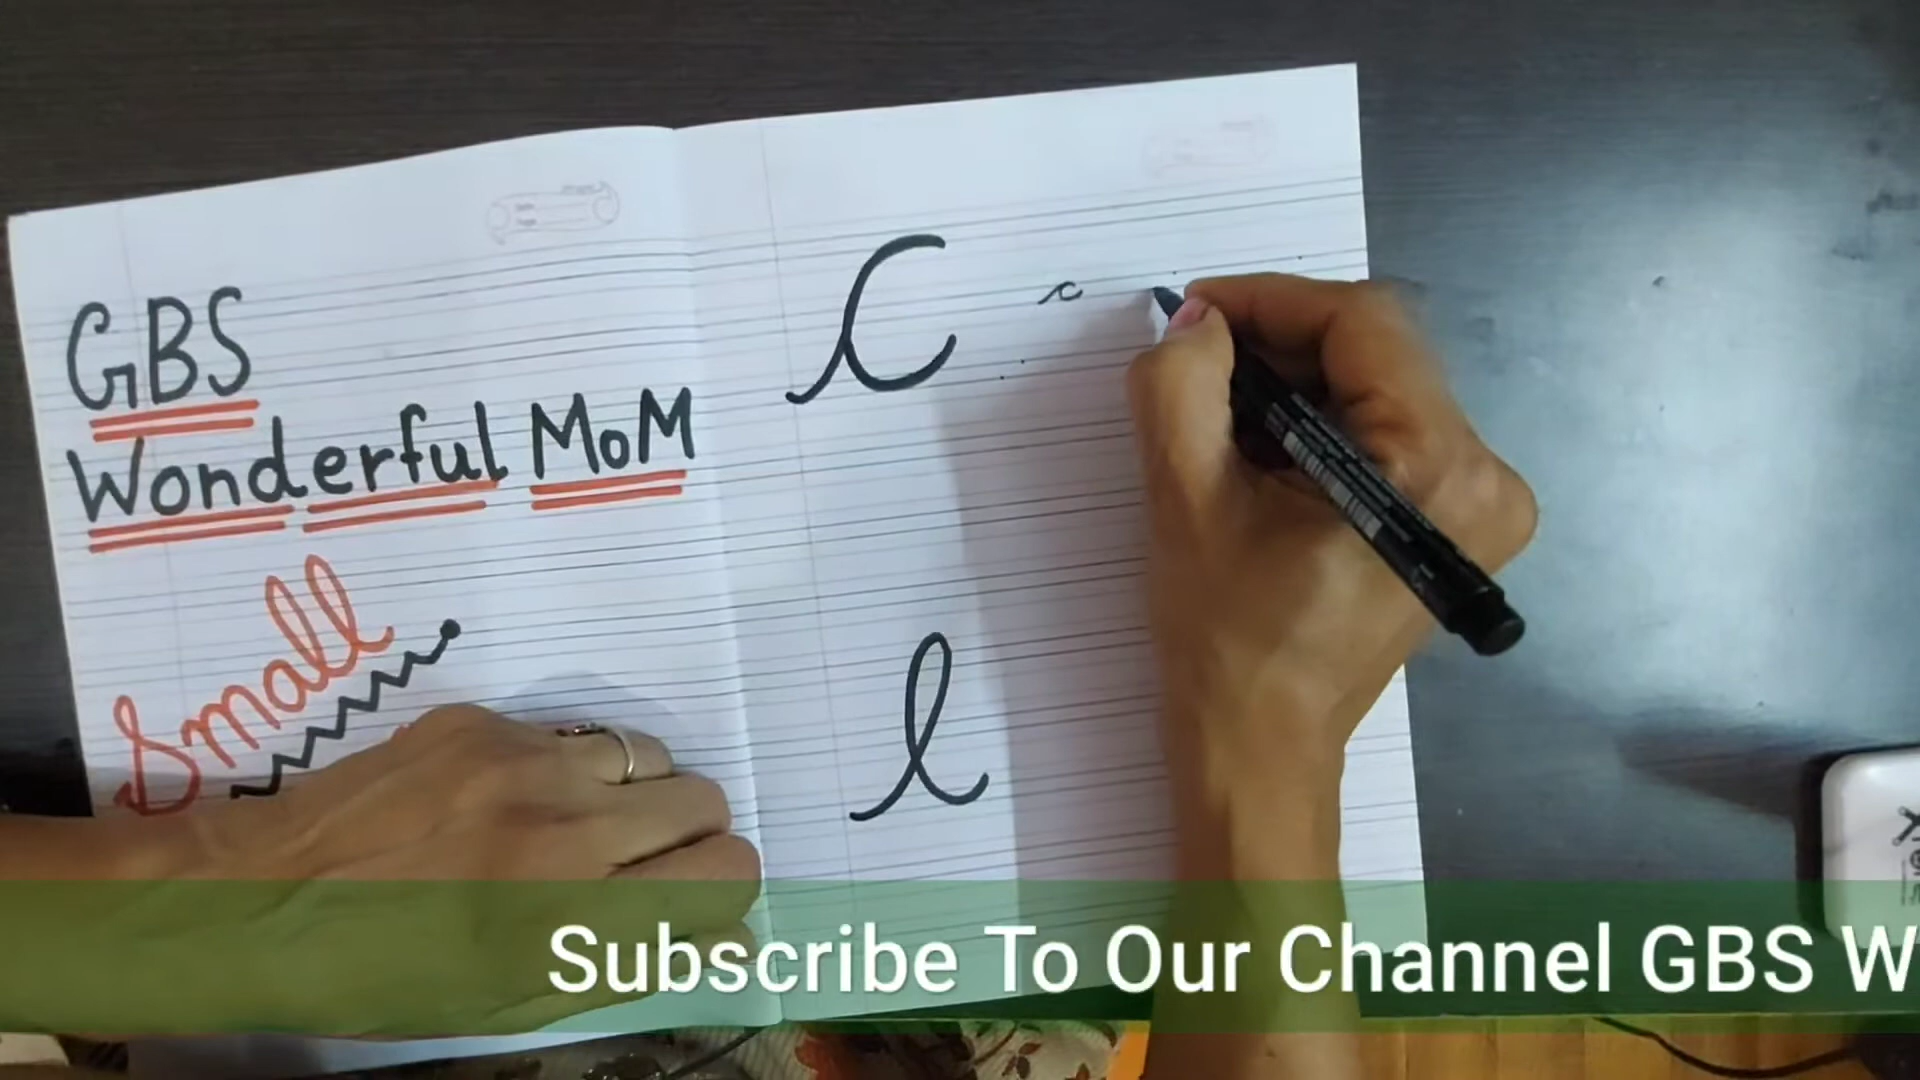 GBS
Wonderful MoM
Small
C c
l
Subscribe To Our Channel GBS W